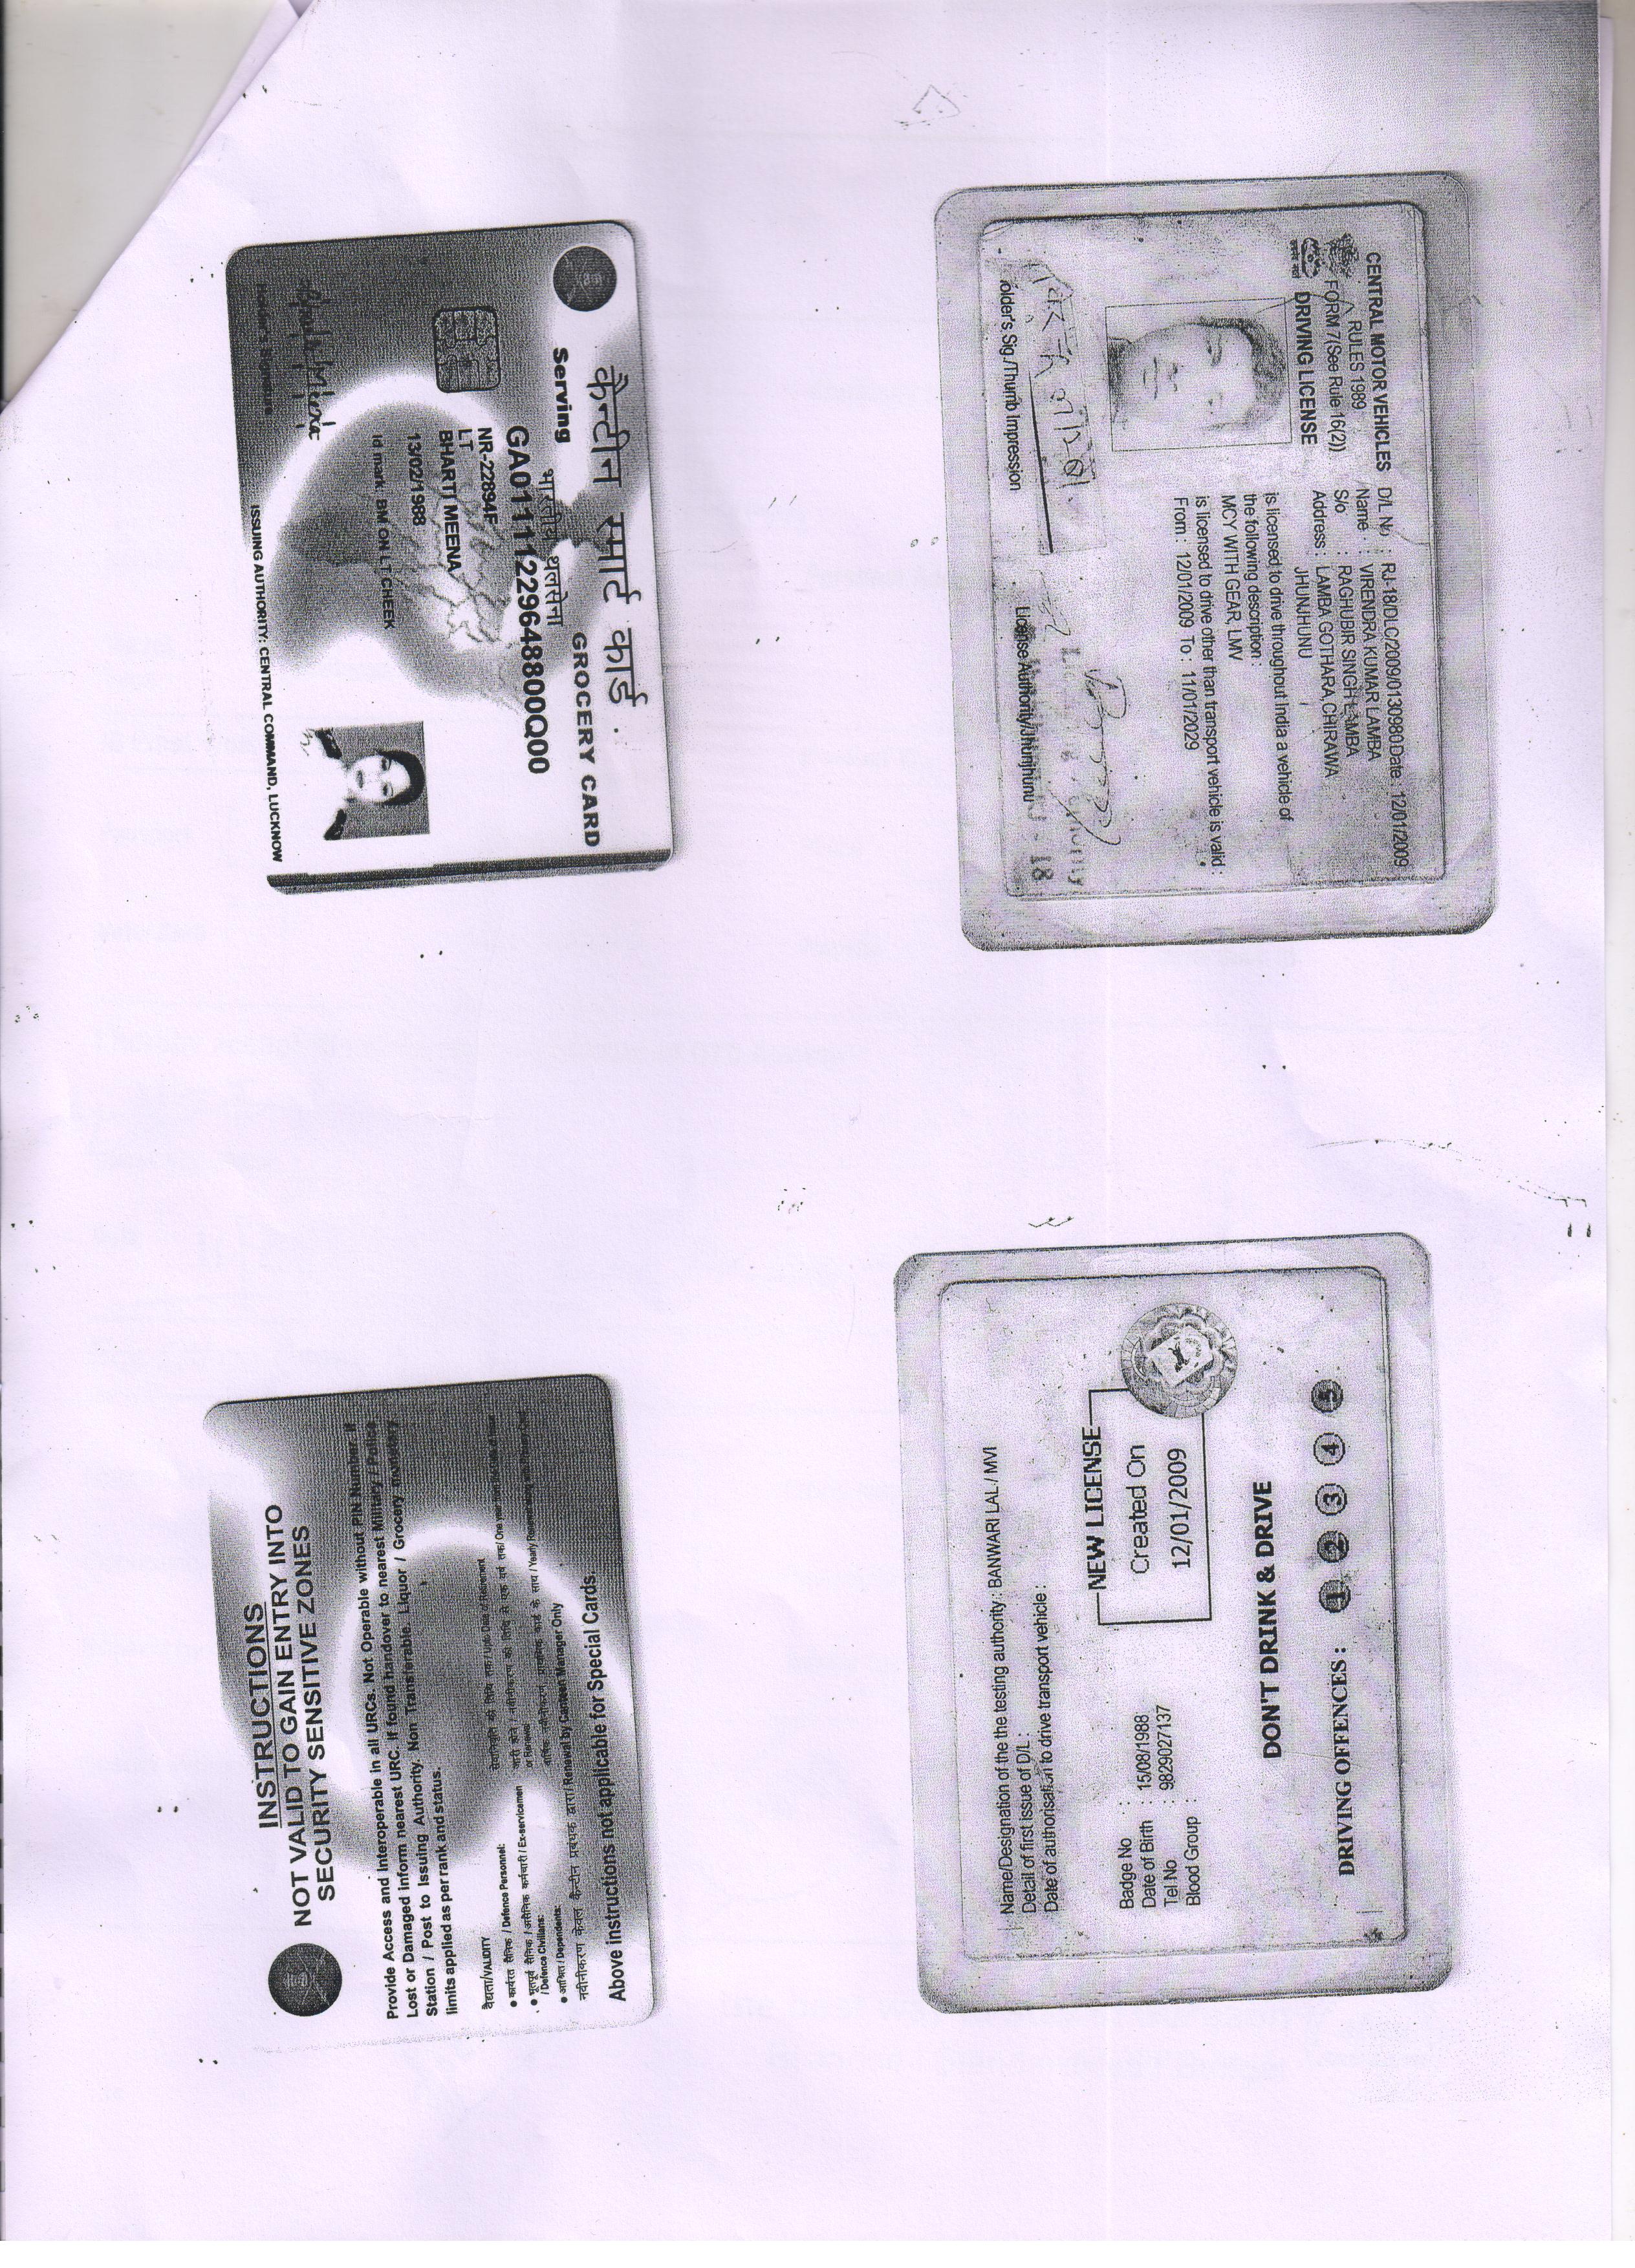 CENTRAL MOTOR VEHICLES
RULES 1989
FORM 7(See Rule 16(2))
DRIVING LICENSE
D/L No : RJ-18/DLC/2009/0130980 Date 12/01/2009
Name : VIRENDRA KUMAR LAMBA
S/o : RAGHUBIR SINGH LAMBA
Address : LAMBA GOTHARA,CHIRAWA
JHUNJHUNU
is licensed to drive throughout India a vehicle of
the following description :
MCY WITH GEAR, LMV
is licensed to drive other than transport vehicle is valid :
From : 12/01/2009 To : 11/01/2029
older's Sig./Thumb Impression
License Authority/Jhunjhunu
कैन्टीन स्मार्ट कार्ड
GROCERY CARD
Serving
भारतीय थलसेना
GA01111229648800Q00
NR-22894F
LT
BHARTI MEENA
13/02/1988
Id mark: BM ON LT CHEEK
Holder's Signature
ISSUING AUTHORITY: CENTRAL COMMAND, LUCKNOW
Name/Designation of the the testing authority : BANWARI LAL / MVI
Detail of first issue of D/L :
Date of authorisation to drive transport vehicle :
NEW LICENSE
Created On
12/01/2009
Badge No :
Date of Birth : 15/08/1988
Tel No : 9829027137
Blood Group :
DON'T DRINK & DRIVE
DRIVING OFFENCES : 1 2 3 4 5
INSTRUCTIONS
NOT VALID TO GAIN ENTRY INTO
SECURITY SENSITIVE ZONES
Provide Access and Interoperable in all URCs. Not Operable without PIN Number. If
Lost or Damaged inform nearest URC. If found handover to nearest Military / Police
Station / Post to Issuing Authority. Non Transferable. Liquor / Grocery monetary
limits applied as per rank and status.
वैधता/VALIDITY
कार्यरत सैनिक / Defence Personnel: सेवानिवृति की तिथि तक / Upto Date of Retirement
भूतपूर्व सैनिक / असैनिक कर्मचारी / Ex-servicemen
/ Defence Civilians:
or Renewal
आश्रित / Dependents:
नवीनीकरण केवल कैन्टीन प्रबंधक द्वारा / Renewal by Canteen Manager Only
Above instructions not applicable for Special Cards.